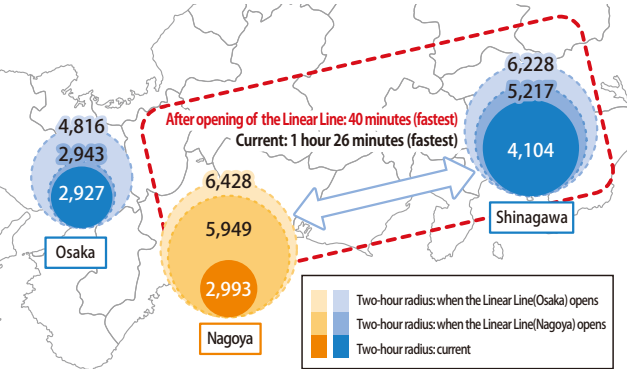 6,228
5,217
4,104
Shinagawa
After opening of the Linear Line: 40 minutes (fastest)
Current: 1 hour 26 minutes (fastest)
4,816
2,943
2,927
Osaka
6,428
5,949
2,993
Nagoya
Two-hour radius: when the Linear Line(Osaka) opens
Two-hour radius: when the Linear Line(Nagoya) opens
Two-hour radius: current